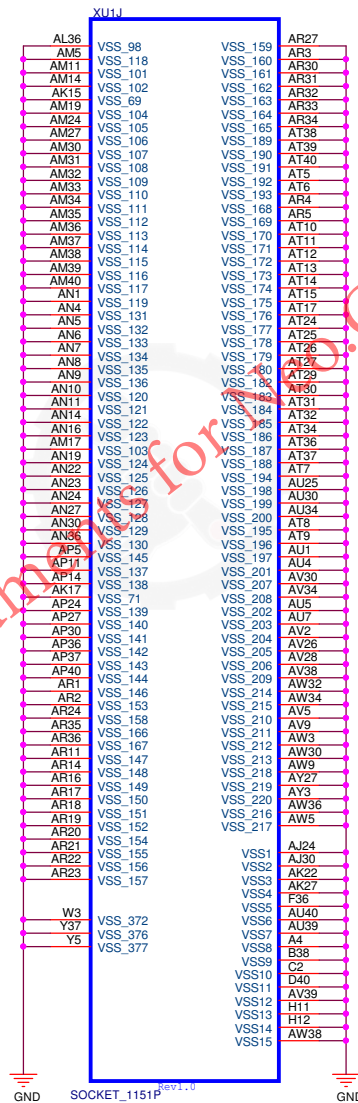 XU1J
AL36 VSS_98 VSS_159 AR27
AM5 VSS_118 VSS_160 AR3
AM11 VSS_101 VSS_161 AR30
AM14 VSS_102 VSS_162 AR31
AK15 VSS_69 VSS_163 AR32
AM19 VSS_104 VSS_164 AR33
AM24 VSS_105 VSS_165 AR34
AM27 VSS_106 VSS_189 AT38
AM30 VSS_107 VSS_190 AT39
AM31 VSS_108 VSS_191 AT40
AM32 VSS_109 VSS_192 AT5
AM33 VSS_110 VSS_193 AT6
AM34 VSS_111 VSS_168 AR4
AM35 VSS_112 VSS_169 AR5
AM36 VSS_113 VSS_170 AT10
AM37 VSS_114 VSS_171 AT11
AM38 VSS_115 VSS_172 AT12
AM39 VSS_116 VSS_173 AT13
AM40 VSS_117 VSS_174 AT14
AN1 VSS_119 VSS_175 AT15
AN4 VSS_131 VSS_176 AT17
AN5 VSS_132 VSS_177 AT24
AN6 VSS_133 VSS_178 AT25
AN7 VSS_134 VSS_179 AT26
AN8 VSS_135 VSS_180 AT27
AN9 VSS_136 VSS_182 AT29
AN10 VSS_120 VSS_183 AT30
AN11 VSS_121 VSS_184 AT31
AN14 VSS_122 VSS_185 AT32
AN16 VSS_123 VSS_186 AT34
AM17 VSS_103 VSS_187 AT36
AN19 VSS_124 VSS_188 AT37
AN22 VSS_125 VSS_194 AT7
AN23 VSS_126 VSS_198 AU25
AN24 VSS_127 VSS_199 AU30
AN27 VSS_128 VSS_200 AU34
AN30 VSS_129 VSS_195 AT8
AN36 VSS_130 VSS_196 AT9
AP5 VSS_145 VSS_197 AU1
AP11 VSS_137 VSS_201 AU4
AP14 VSS_138 VSS_207 AV30
AK17 VSS_71 VSS_208 AV34
AP24 VSS_139 VSS_202 AU5
AP27 VSS_140 VSS_203 AU7
AP30 VSS_141 VSS_204 AV2
AP36 VSS_142 VSS_205 AV26
AP37 VSS_143 VSS_206 AV28
AP40 VSS_144 VSS_209 AV38
AR1 VSS_146 VSS_214 AW32
AR2 VSS_153 VSS_215 AW34
AR24 VSS_158 VSS_210 AV5
AR35 VSS_166 VSS_211 AV9
AR36 VSS_167 VSS_212 AW3
AR11 VSS_147 VSS_213 AW30
AR14 VSS_148 VSS_218 AW9
AR16 VSS_149 VSS_219 AY27
AR17 VSS_150 VSS_220 AY3
AR18 VSS_151 VSS_216 AW36
AR19 VSS_152 VSS_217 AW5
AR20 VSS_154
AR21 VSS_155 VSS1 AJ24
AR22 VSS_156 VSS2 AJ30
AR23 VSS_157 VSS3 AK22
VSS4 AK27
VSS5 F36
W3 VSS_372 VSS6 AU40
Y37 VSS_376 VSS7 AU39
Y5 VSS_377 VSS8 A4
VSS9 B38
VSS10 C2
VSS11 D40
VSS12 AV39
VSS13 H11
VSS14 H12
VSS15 AW38
Rev1.0
GND SOCKET_1151P GND